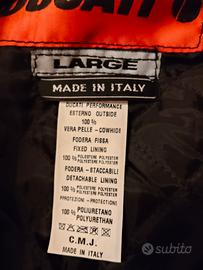 DUCATI
LARGE
MADE IN ITALY
DUCATI PERFORMANCE
ESTERNO OUTSIDE
100 %
VERA PELLE - COWHIDE
FODERA FISSA
FIXED LINING
100 % POLIESTERE POLYESTER
FODERA - STACCABILI
DETACHABLE LINING
100 % POLIESTERE POLYESTER
PROTEZIONI - PROTECTIONS
100 % POLIURETANO
POLYURETHAN
C.M.J.
MADE IN ITALY
subito